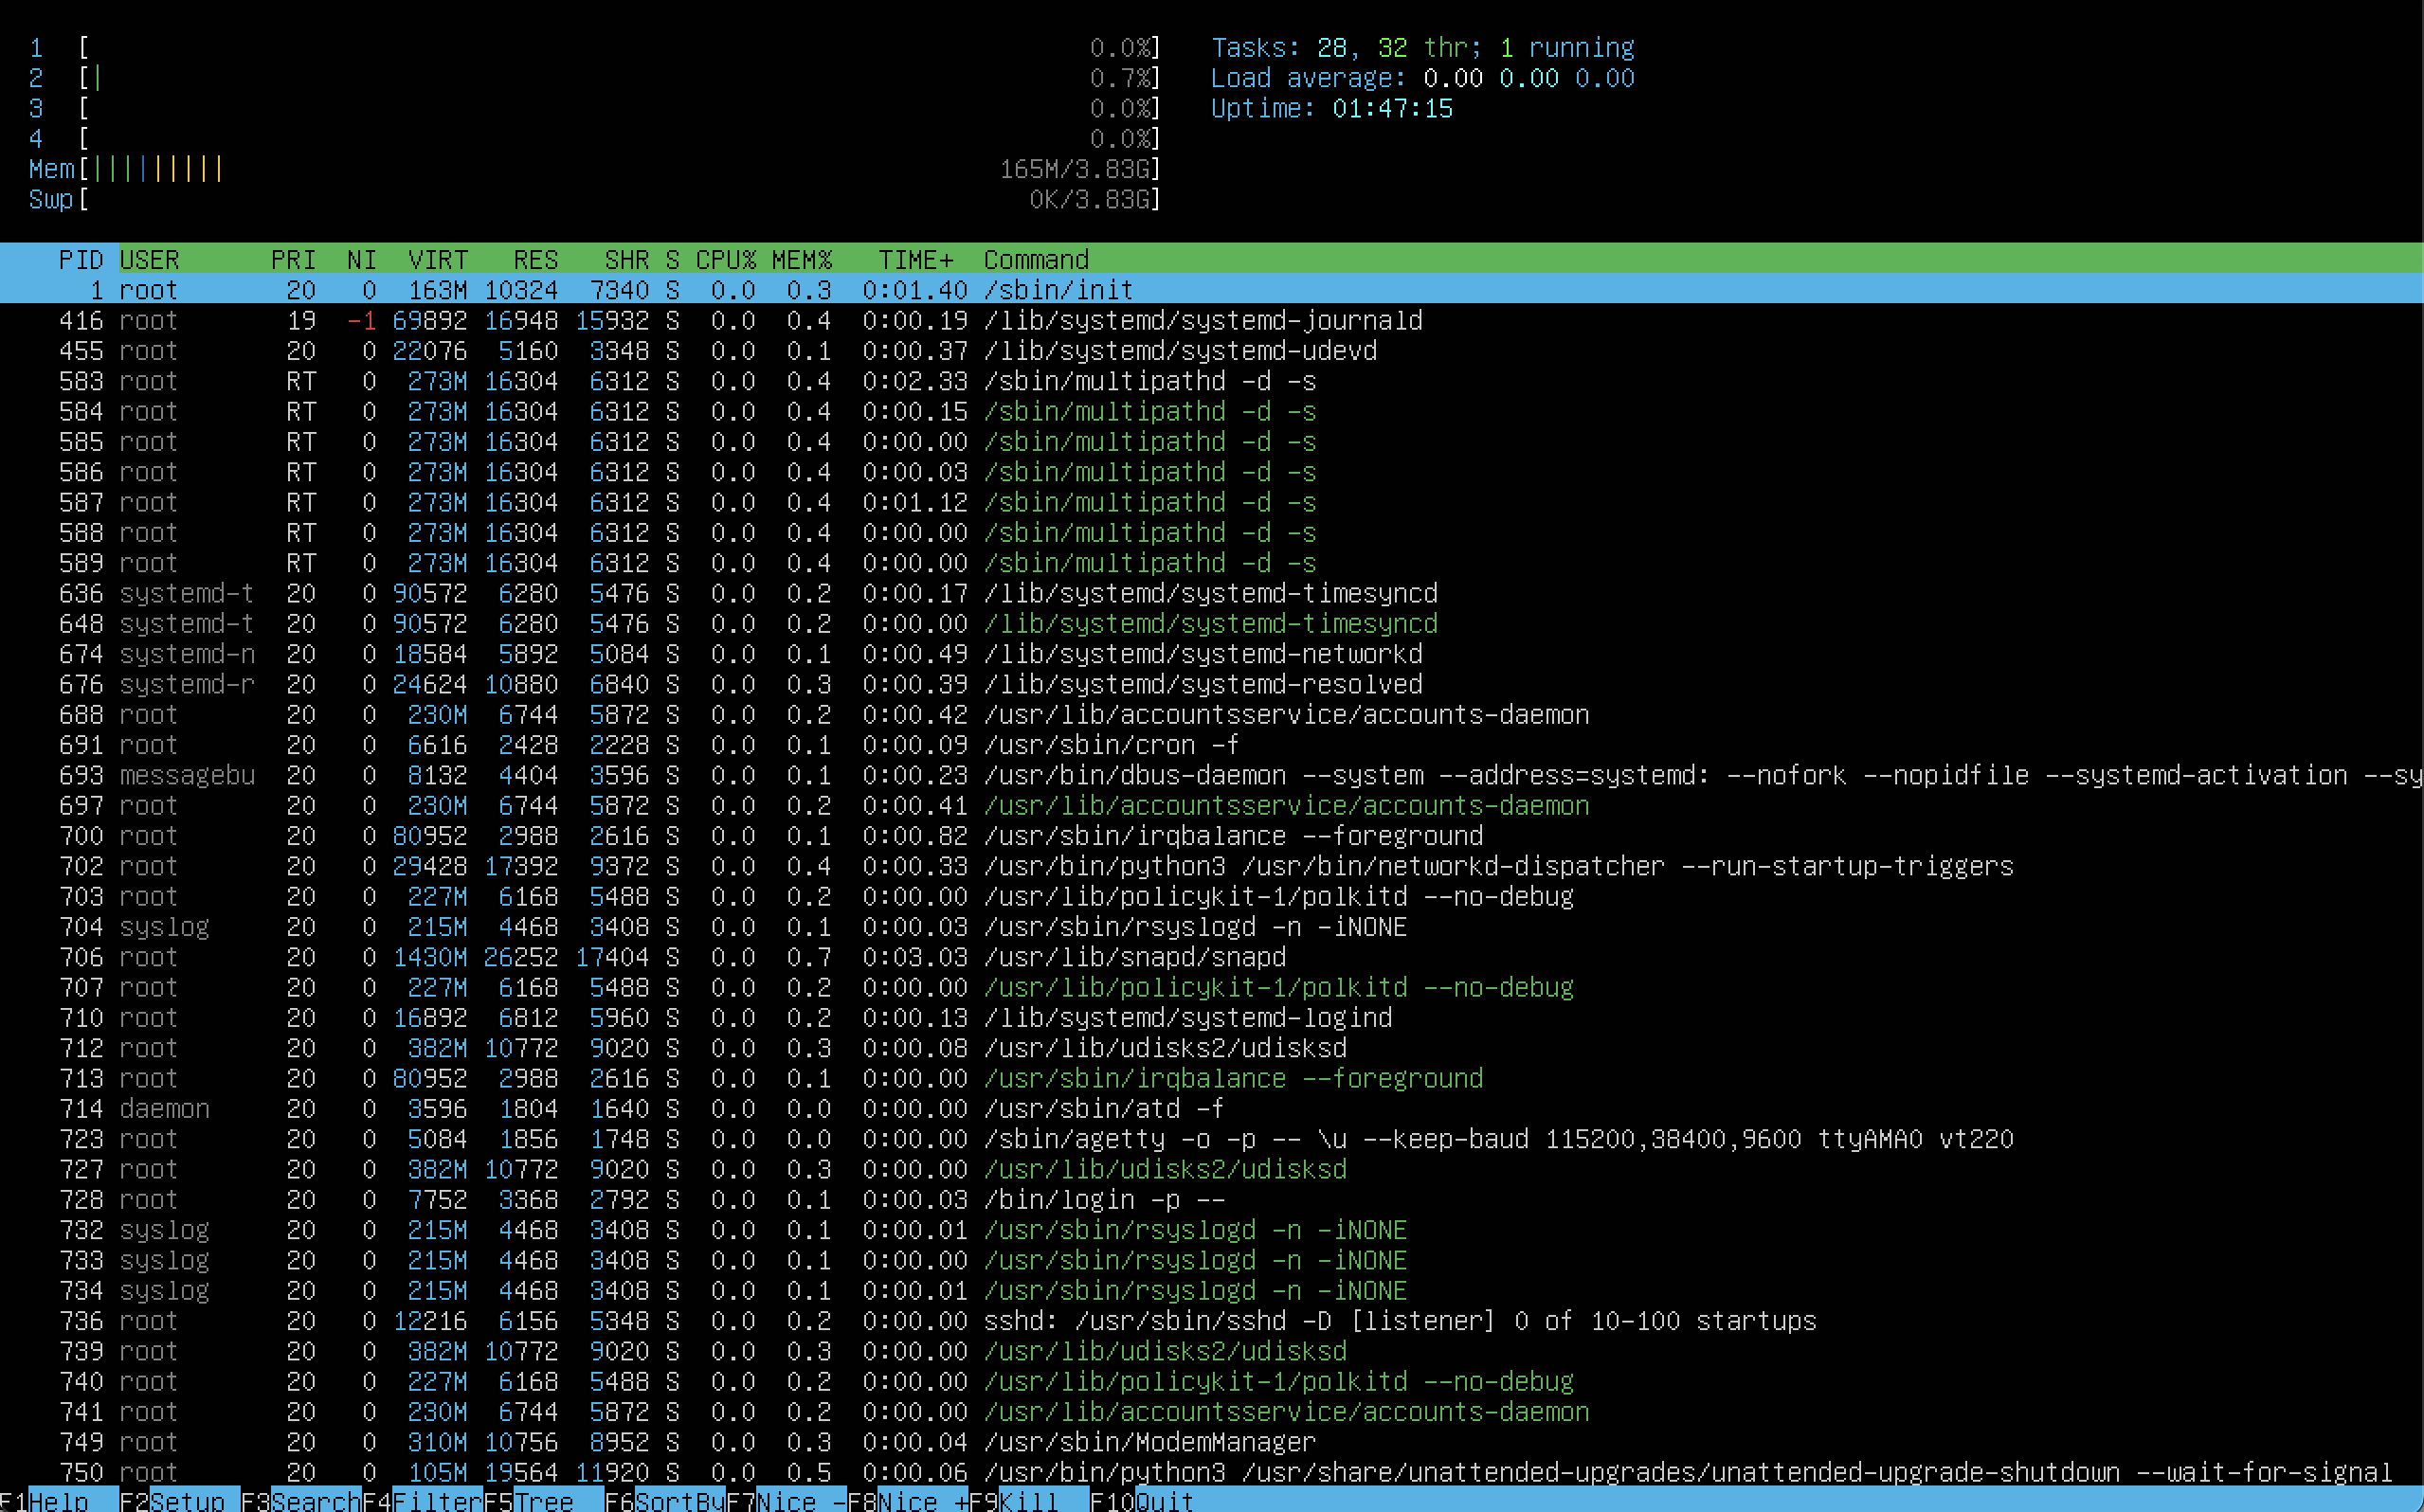 1 [ 0.0%] Tasks: 28, 32 thr; 1 running
2 [| 0.7%] Load average: 0.00 0.00 0.00
3 [ 0.0%] Uptime: 01:47:15
4 [ 0.0%]
Mem[||||||||| 165M/3.83G]
Swp[ 0K/3.83G]
PID USER PRI NI VIRT RES SHR S CPU% MEM% TIME+ Command
1 root 20 0 163M 10324 7340 S 0.0 0.3 0:01.40 /sbin/init
416 root 19 -1 69892 16948 15932 S 0.0 0.4 0:00.19 /lib/systemd/systemd-journald
455 root 20 0 22076 5160 3348 S 0.0 0.1 0:00.37 /lib/systemd/systemd-udevd
583 root RT 0 273M 16304 6312 S 0.0 0.4 0:02.33 /sbin/multipathd -d -s
584 root RT 0 273M 16304 6312 S 0.0 0.4 0:00.15 /sbin/multipathd -d -s
585 root RT 0 273M 16304 6312 S 0.0 0.4 0:00.00 /sbin/multipathd -d -s
586 root RT 0 273M 16304 6312 S 0.0 0.4 0:00.03 /sbin/multipathd -d -s
587 root RT 0 273M 16304 6312 S 0.0 0.4 0:01.12 /sbin/multipathd -d -s
588 root RT 0 273M 16304 6312 S 0.0 0.4 0:00.00 /sbin/multipathd -d -s
589 root RT 0 273M 16304 6312 S 0.0 0.4 0:00.00 /sbin/multipathd -d -s
636 systemd-t 20 0 90572 6280 5476 S 0.0 0.2 0:00.17 /lib/systemd/systemd-timesyncd
648 systemd-t 20 0 90572 6280 5476 S 0.0 0.2 0:00.00 /lib/systemd/systemd-timesyncd
674 systemd-n 20 0 18584 5892 5084 S 0.0 0.1 0:00.49 /lib/systemd/systemd-networkd
676 systemd-r 20 0 24624 10880 6840 S 0.0 0.3 0:00.39 /lib/systemd/systemd-resolved
688 root 20 0 230M 6744 5872 S 0.0 0.2 0:00.42 /usr/lib/accountsservice/accounts-daemon
691 root 20 0 6616 2428 2228 S 0.0 0.1 0:00.09 /usr/sbin/cron -f
693 messagebu 20 0 8132 4404 3596 S 0.0 0.1 0:00.23 /usr/bin/dbus-daemon --system --address=systemd: --nofork --nopidfile --systemd-activation --sy
697 root 20 0 230M 6744 5872 S 0.0 0.2 0:00.41 /usr/lib/accountsservice/accounts-daemon
700 root 20 0 80952 2988 2616 S 0.0 0.1 0:00.82 /usr/sbin/irqbalance --foreground
702 root 20 0 29428 17392 9372 S 0.0 0.4 0:00.33 /usr/bin/python3 /usr/bin/networkd-dispatcher --run-startup-triggers
703 root 20 0 227M 6168 5488 S 0.0 0.2 0:00.00 /usr/lib/policykit-1/polkitd --no-debug
704 syslog 20 0 215M 4468 3408 S 0.0 0.1 0:00.03 /usr/sbin/rsyslogd -n -iNONE
706 root 20 0 1430M 26252 17404 S 0.0 0.7 0:03.03 /usr/lib/snapd/snapd
707 root 20 0 227M 6168 5488 S 0.0 0.2 0:00.00 /usr/lib/policykit-1/polkitd --no-debug
710 root 20 0 16892 6812 5960 S 0.0 0.2 0:00.13 /lib/systemd/systemd-logind
712 root 20 0 382M 10772 9020 S 0.0 0.3 0:00.08 /usr/lib/udisks2/udisksd
713 root 20 0 80952 2988 2616 S 0.0 0.1 0:00.00 /usr/sbin/irqbalance --foreground
714 daemon 20 0 3596 1804 1640 S 0.0 0.0 0:00.00 /usr/sbin/atd -f
723 root 20 0 5084 1856 1748 S 0.0 0.0 0:00.00 /sbin/agetty -o -p -- \u --keep-baud 115200,38400,9600 ttyAMA0 vt220
727 root 20 0 382M 10772 9020 S 0.0 0.3 0:00.00 /usr/lib/udisks2/udisksd
728 root 20 0 7752 3368 2792 S 0.0 0.1 0:00.03 /bin/login -p --
732 syslog 20 0 215M 4468 3408 S 0.0 0.1 0:00.01 /usr/sbin/rsyslogd -n -iNONE
733 syslog 20 0 215M 4468 3408 S 0.0 0.1 0:00.00 /usr/sbin/rsyslogd -n -iNONE
734 syslog 20 0 215M 4468 3408 S 0.0 0.1 0:00.01 /usr/sbin/rsyslogd -n -iNONE
736 root 20 0 12216 6156 5348 S 0.0 0.2 0:00.00 sshd: /usr/sbin/sshd -D [listener] 0 of 10-100 startups
739 root 20 0 382M 10772 9020 S 0.0 0.3 0:00.00 /usr/lib/udisks2/udisksd
740 root 20 0 227M 6168 5488 S 0.0 0.2 0:00.00 /usr/lib/policykit-1/polkitd --no-debug
741 root 20 0 230M 6744 5872 S 0.0 0.2 0:00.00 /usr/lib/accountsservice/accounts-daemon
749 root 20 0 310M 10756 8952 S 0.0 0.3 0:00.04 /usr/sbin/ModemManager
750 root 20 0 105M 19564 11920 S 0.0 0.5 0:00.06 /usr/bin/python3 /usr/share/unattended-upgrades/unattended-upgrade-shutdown --wait-for-signal
F1Help F2Setup F3SearchF4FilterF5Tree F6SortByF7Nice -F8Nice +F9Kill F10Quit